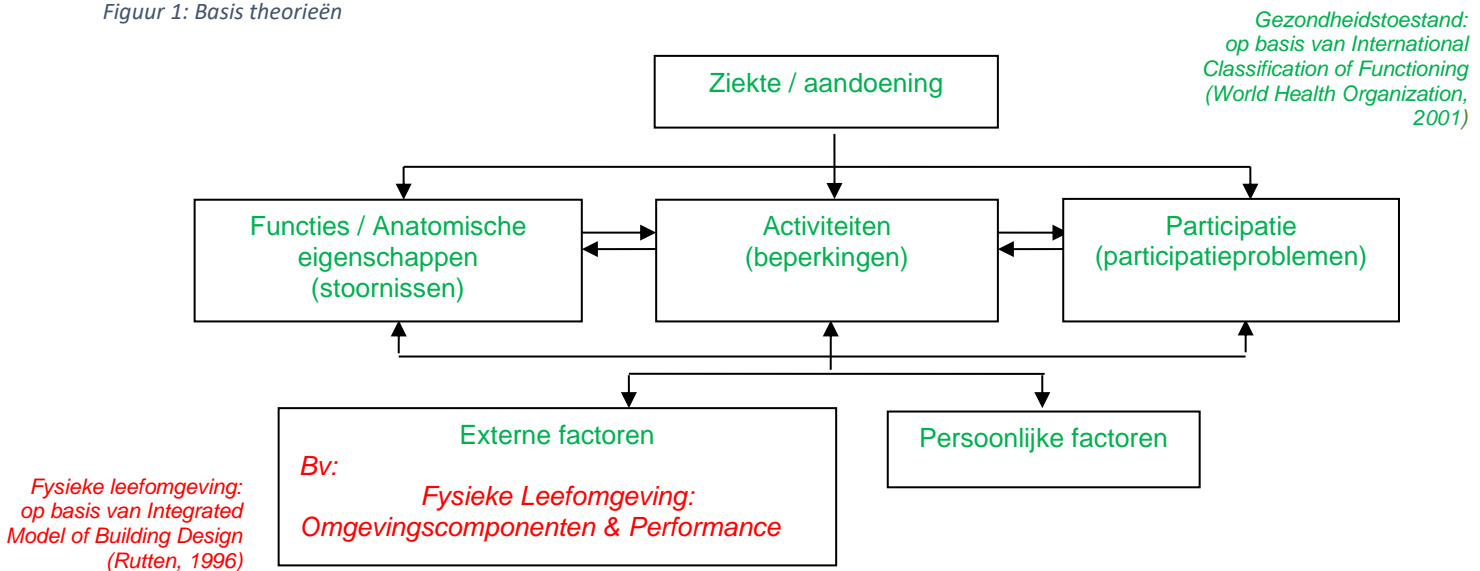 Figuur 1: Basis theorieën
Gezondheidstoestand:
op basis van International
Classification of Functioning
(World Health Organization,
2001)
Ziekte / aandoening
Functies / Anatomische
eigenschappen
(stoornissen)
Activiteiten
(beperkingen)
Participatie
(participatieproblemen)
Externe factoren
Bv:
Fysieke Leefomgeving:
Omgevingscomponenten & Performance
Persoonlijke factoren
Fysieke leefomgeving:
op basis van Integrated
Model of Building Design
(Rutten, 1996)